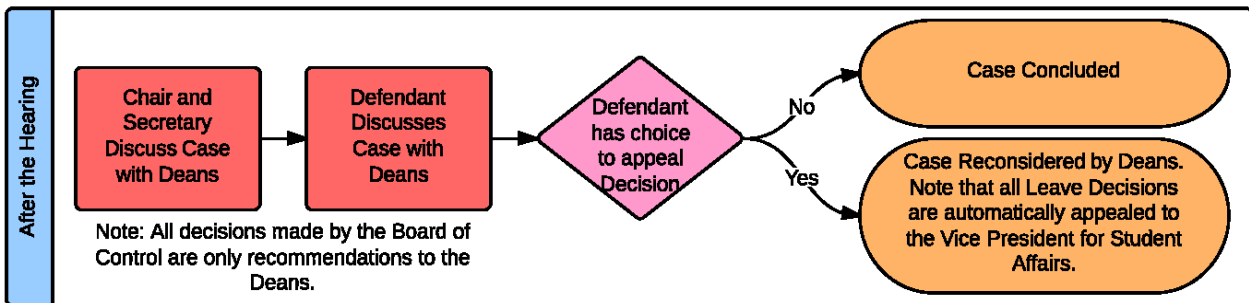 After the Hearing
Chair and
Secretary
Discuss Case
with Deans
Defendant
Discusses
Case with
Deans
Note: All decisions made by the Board of
Control are only recommendations to the
Deans.
Defendant
has choice
to appeal
Decision
No
Yes
Case Concluded
Case Reconsidered by Deans.
Note that all Leave Decisions
are automatically appealed to
the Vice President for Student
Affairs.